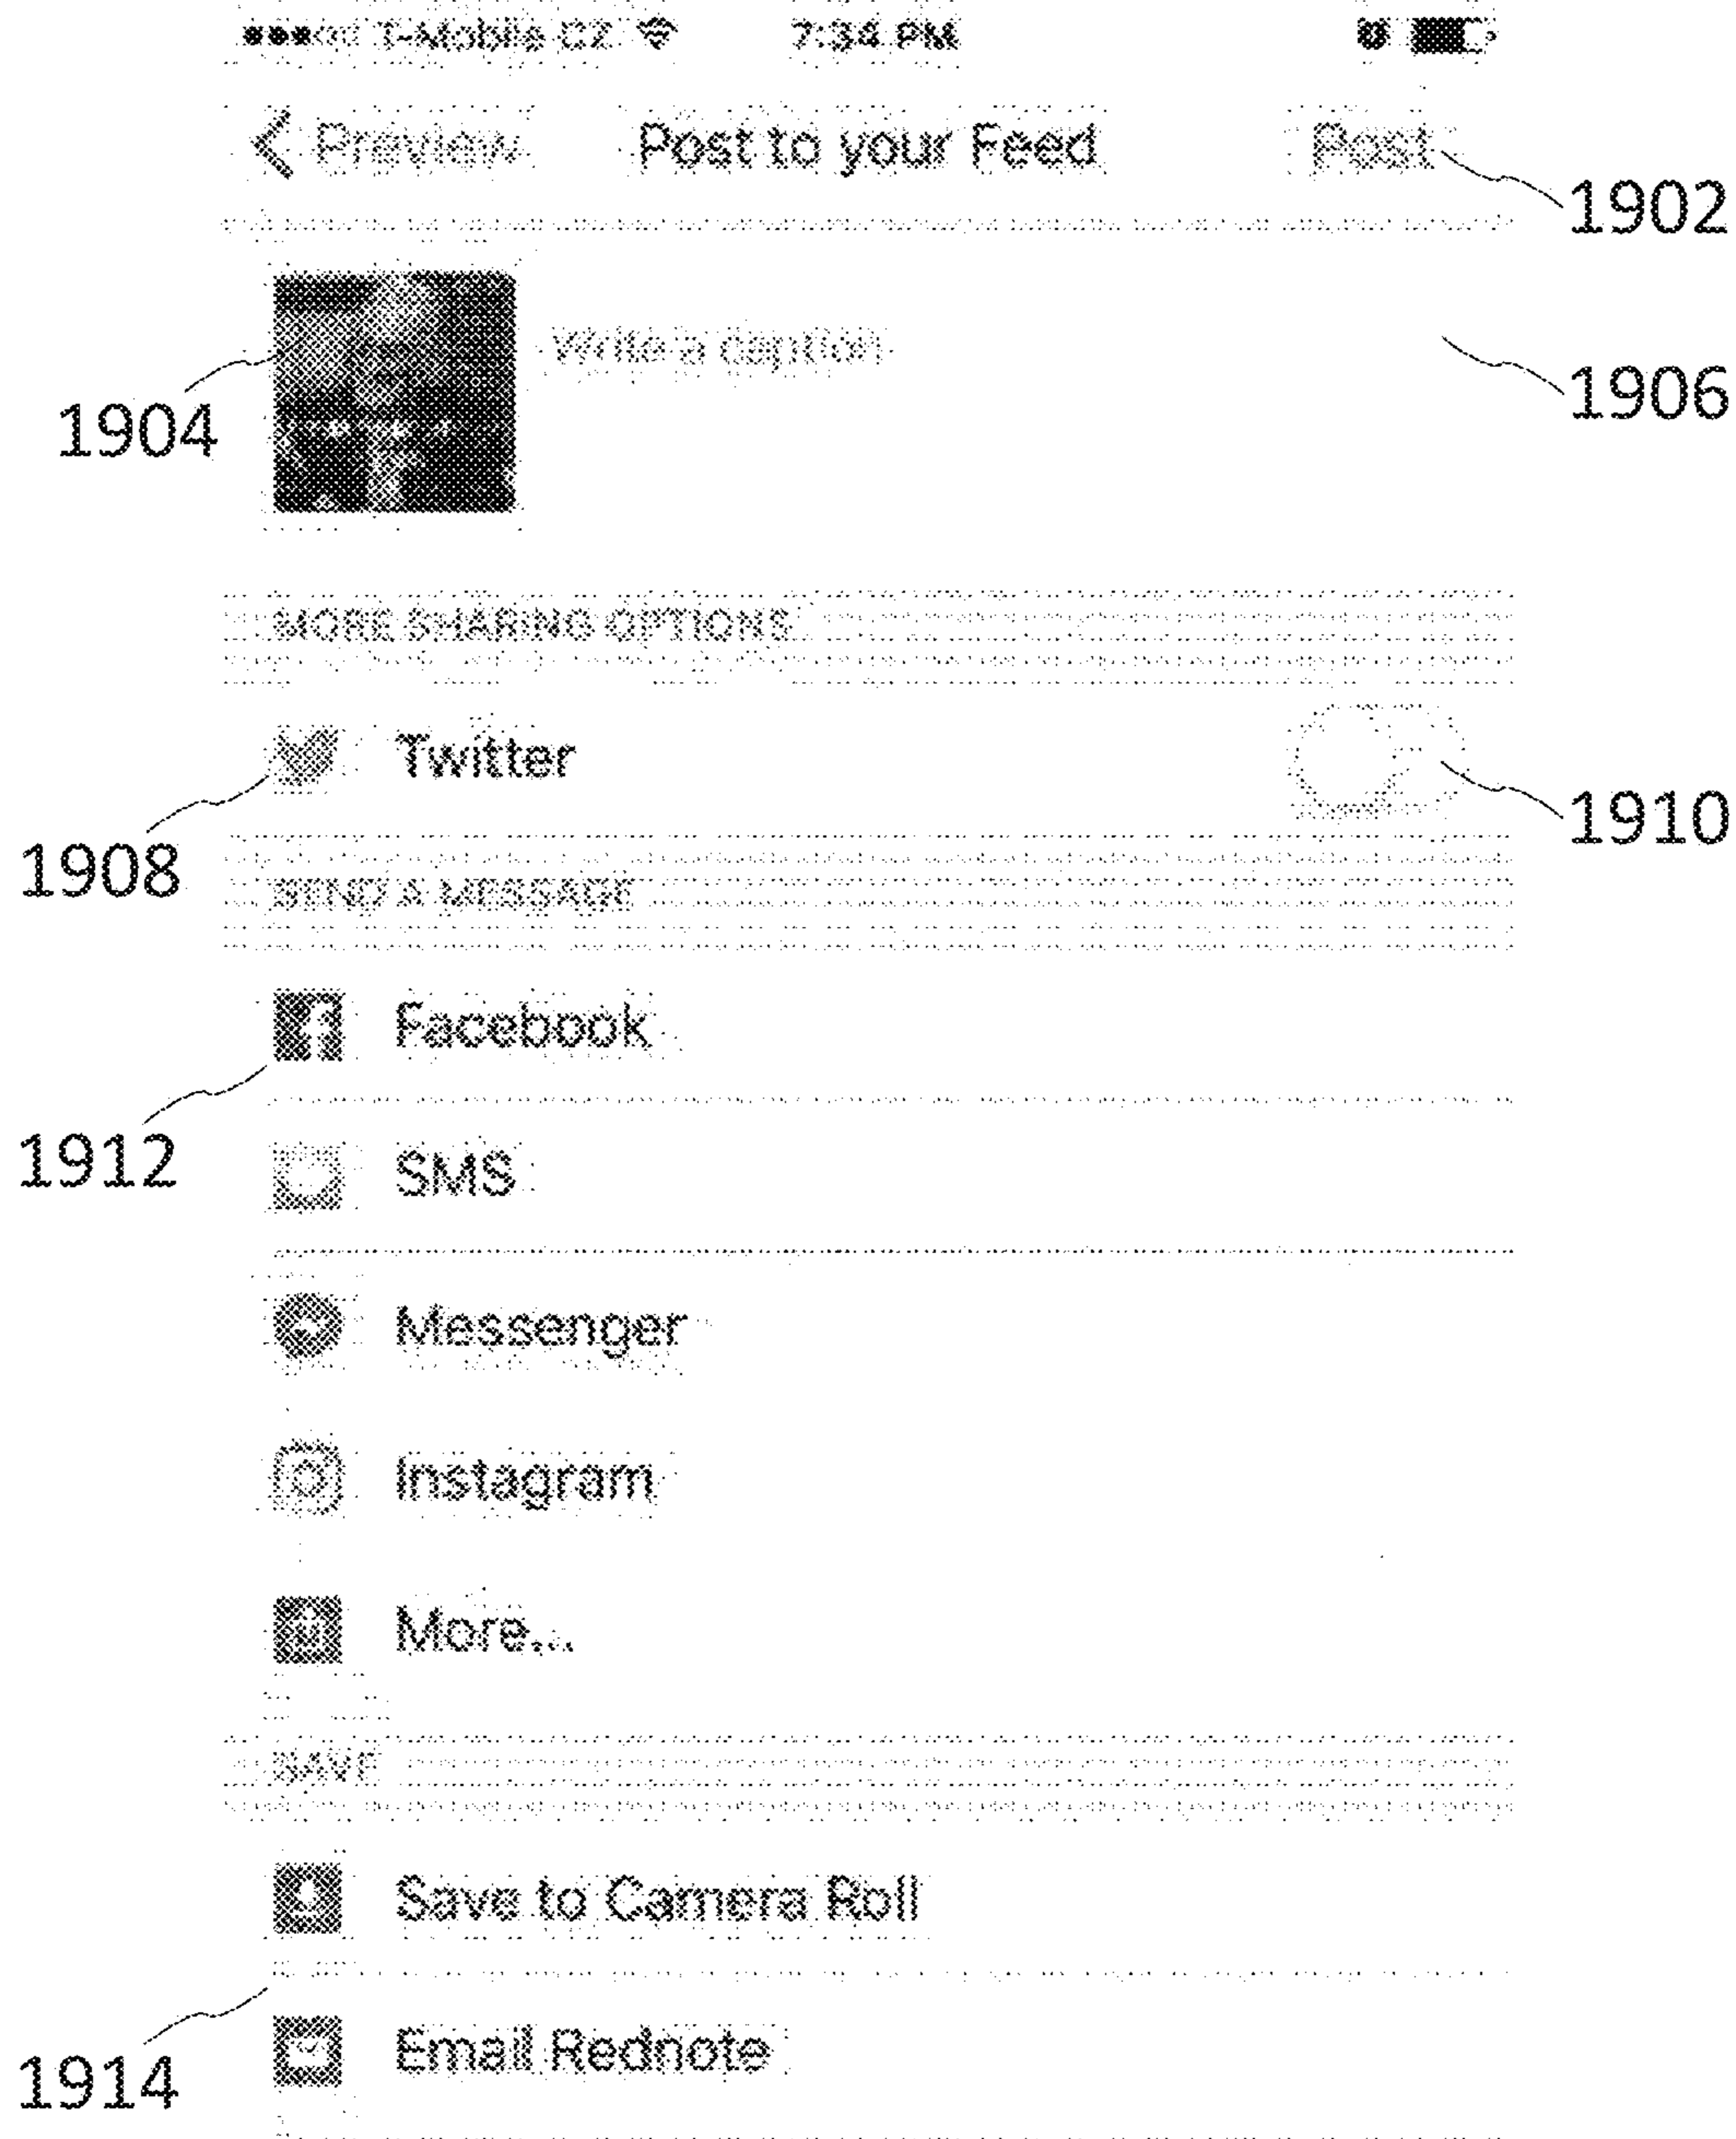 T-Mobile CZ 7:34 PM
Preview Post to your Feed Post
1902
Write a caption
1906
1904
MORE SHARING OPTIONS
Twitter
1910
1908
SEND A MESSAGE
Facebook
1912
SMS
Messenger
Instagram
More...
SAVE
Save to Camera Roll
1914
Email Rednote